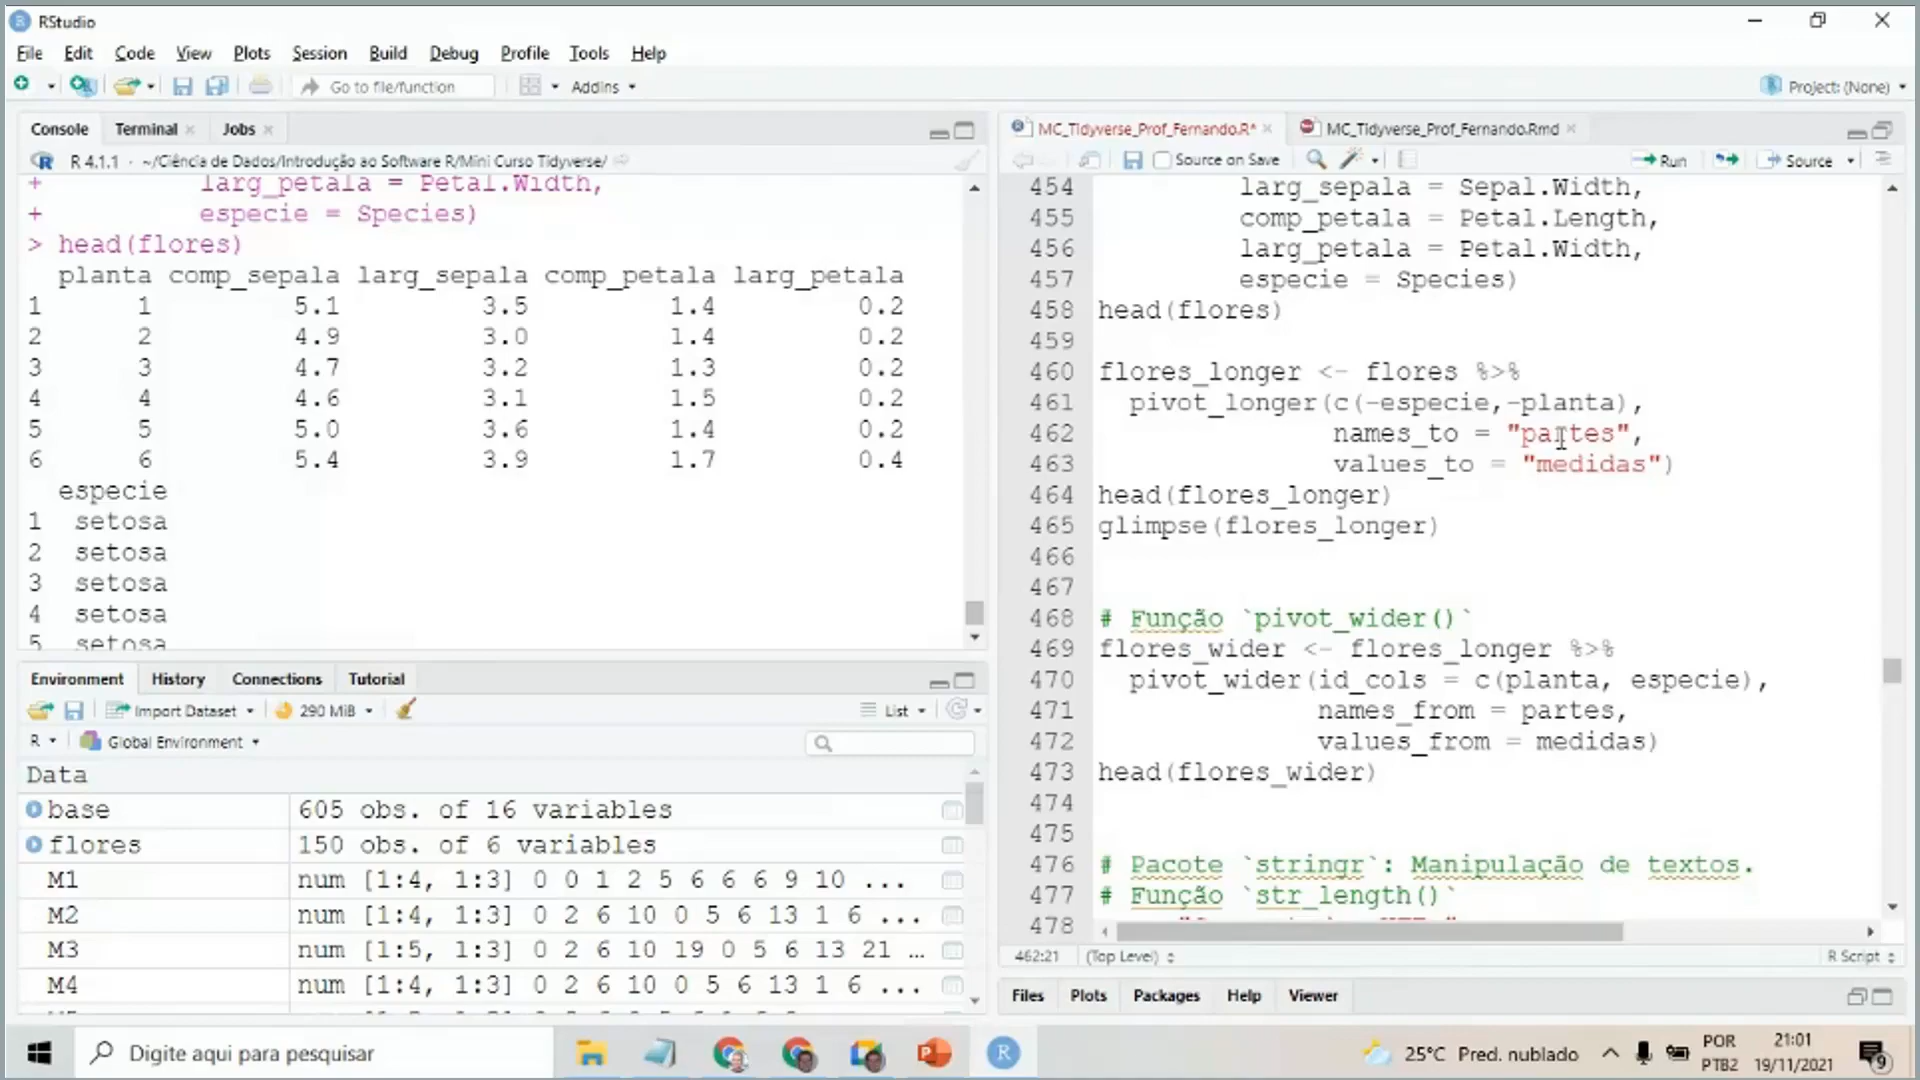 RStudio
File Edit Code View Plots Session Build Debug Profile Tools Help
Go to file/function Addins Project: (None)
Console Terminal Jobs
R 4.1.1 · ~/Ciência de Dados/Introdução ao Software R/Mini Curso Tidyverse/
+ larg_petala = Petal.Width,
+ especie = Species)
> head(flores)
planta comp_sepala larg_sepala comp_petala larg_petala
1 1 5.1 3.5 1.4 0.2
2 2 4.9 3.0 1.4 0.2
3 3 4.7 3.2 1.3 0.2
4 4 4.6 3.1 1.5 0.2
5 5 5.0 3.6 1.4 0.2
6 6 5.4 3.9 1.7 0.4
especie
1 setosa
2 setosa
3 setosa
4 setosa
5 setosa
Environment History Connections Tutorial
Import Dataset 290 MiB List
R Global Environment
Data
base 605 obs. of 16 variables
flores 150 obs. of 6 variables
M1 num [1:4, 1:3] 0 0 1 2 5 6 6 6 9 10 ...
M2 num [1:4, 1:3] 0 2 6 10 0 5 6 13 1 6 ...
M3 num [1:5, 1:3] 0 2 6 10 19 0 5 6 13 21 ...
M4 num [1:4, 1:3] 0 2 6 10 0 5 6 13 1 6 ...
MC_Tidyverse_Prof_Fernando.R* MC_Tidyverse_Prof_Fernando.Rmd
Source on Save Run Source
454 larg_sepala = Sepal.Width,
455 comp_petala = Petal.Length,
456 larg_petala = Petal.Width,
457 especie = Species)
458 head(flores)
459
460 flores_longer <- flores %>%
461 pivot_longer(c(-especie,-planta),
462 names_to = "partes",
463 values_to = "medidas")
464 head(flores_longer)
465 glimpse(flores_longer)
466
467
468 # Função `pivot_wider()`
469 flores_wider <- flores_longer %>%
470 pivot_wider(id_cols = c(planta, especie),
471 names_from = partes,
472 values_from = medidas)
473 head(flores_wider)
474
475
476 # Pacote `stringr`: Manipulação de textos.
477 # Função `str_length()`
478
462:21 (Top Level) R Script
Files Plots Packages Help Viewer
Digite aqui para pesquisar
25°C Pred. nublado
POR
PTB2
21:01
19/11/2021
9